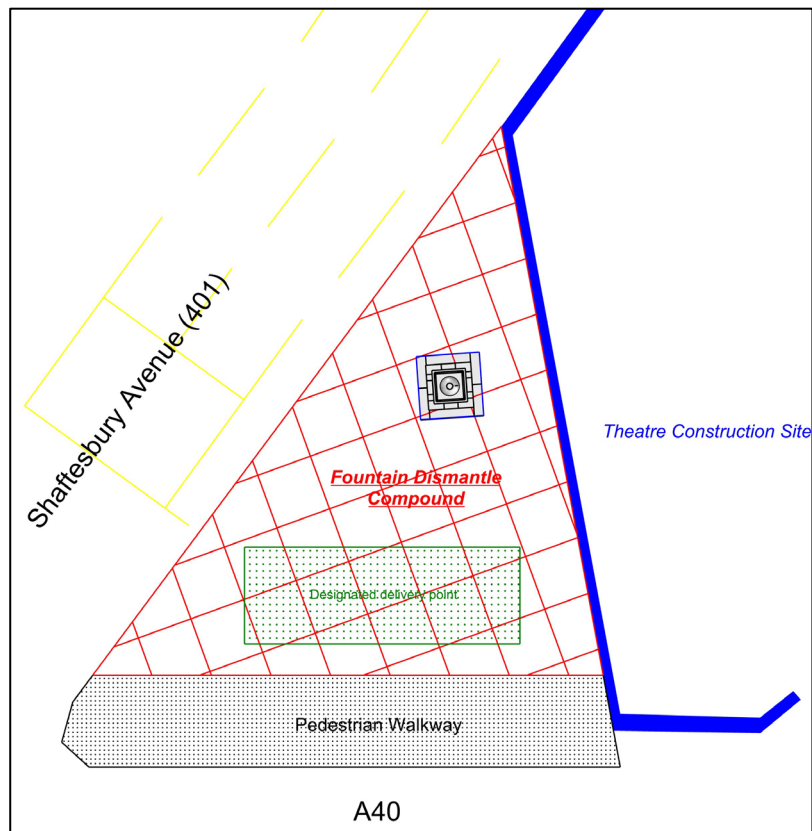 Shaftesbury Avenue (401)
Theatre Construction Site
Fountain Dismantle
Compound
Designated delivery point
Pedestrian Walkway
A40